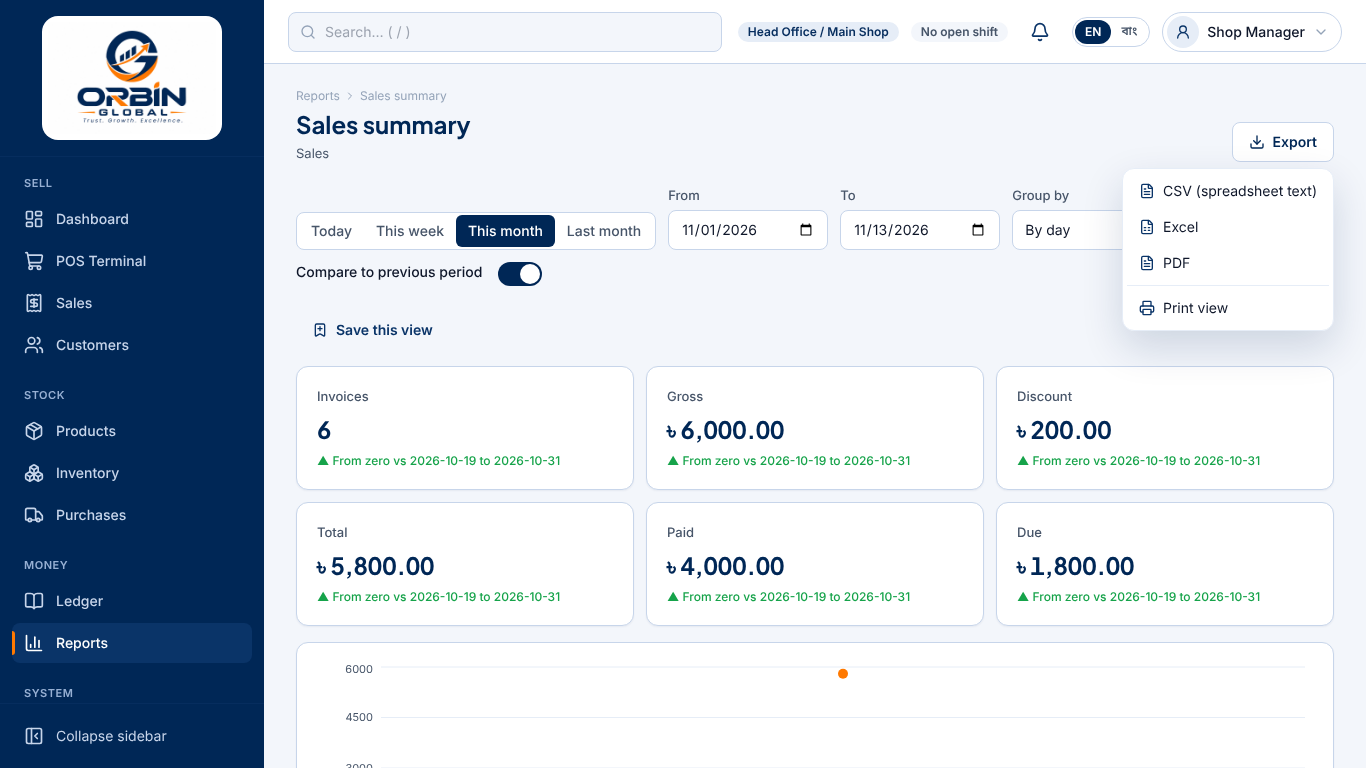 ORBIN
GLOBAL
Trust. Growth. Excellence.
SELL
Dashboard
POS Terminal
Sales
Customers
STOCK
Products
Inventory
Purchases
MONEY
Ledger
Reports
SYSTEM
Collapse sidebar
Search... ( / )
Head Office / Main Shop
No open shift
EN
বাং
Shop Manager
Reports
Sales summary
Sales summary
Sales
Export
CSV (spreadsheet text)
Excel
PDF
Print view
Today
This week
This month
Last month
From
11/01/2026
To
11/13/2026
Group by
By day
Compare to previous period
Save this view
Invoices
6
▲ From zero vs 2026-10-19 to 2026-10-31
Gross
৳ 6,000.00
▲ From zero vs 2026-10-19 to 2026-10-31
Discount
৳ 200.00
▲ From zero vs 2026-10-19 to 2026-10-31
Total
৳ 5,800.00
▲ From zero vs 2026-10-19 to 2026-10-31
Paid
৳ 4,000.00
▲ From zero vs 2026-10-19 to 2026-10-31
Due
৳ 1,800.00
▲ From zero vs 2026-10-19 to 2026-10-31
6000
4500
3000